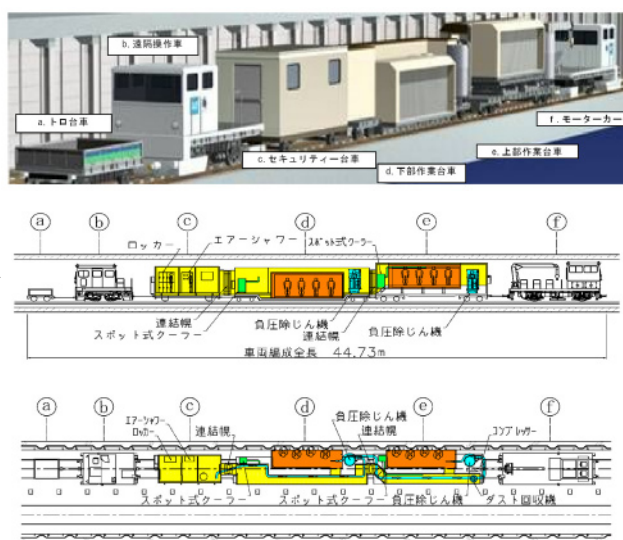 b. 遠隔操作車
a. トロ台車
f. モーターカー
e. 上部作業台車
c. セキュリティー台車
d. 下部作業台車
ⓐ ⓑ ⓒ ⓓ ⓔ ⓕ
ロッカー エアーシャワー スポット式クーラー
連結幌 負圧除じん機
スポット式クーラー 連結幌 負圧除じん機
車両編成全長 44.73m
ⓐ ⓑ ⓒ ⓓ ⓔ ⓕ
エアーシャワー 負圧除じん機 コンプレッサー
ロッカー 連結幌 連結幌
スポット式クーラー スポット式クーラー 負圧除じん機 ダスト回収機